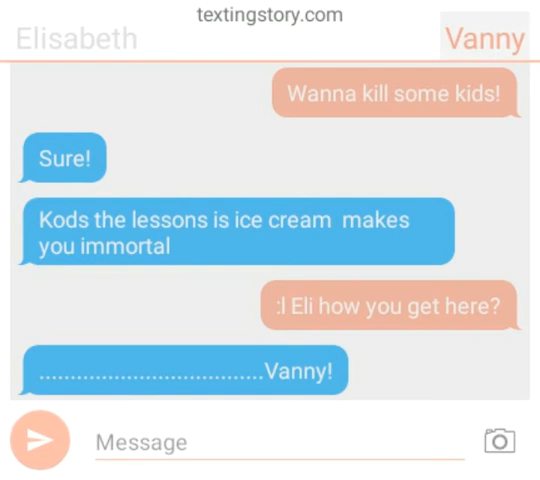 textingstory.com
Elisabeth
Vanny
Wanna kill some kids!
Sure!
Kods the lessons is ice cream makes
you immortal
:l Eli how you get here?
....................................Vanny!
Message